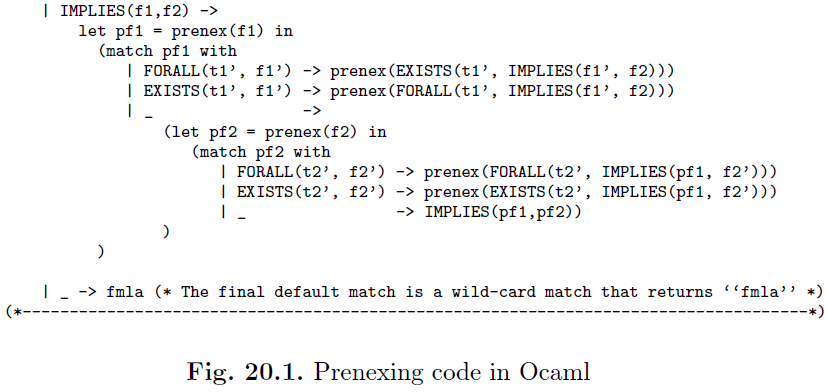 | IMPLIES(f1,f2) ->
let pf1 = prenex(f1) in
(match pf1 with
| FORALL(t1’, f1’) -> prenex(EXISTS(t1’, IMPLIES(f1’, f2)))
| EXISTS(t1’, f1’) -> prenex(FORALL(t1’, IMPLIES(f1’, f2)))
| _ ->
(let pf2 = prenex(f2) in
(match pf2 with
| FORALL(t2’, f2’) -> prenex(FORALL(t2’, IMPLIES(pf1, f2’)))
| EXISTS(t2’, f2’) -> prenex(EXISTS(t2’, IMPLIES(pf1, f2’)))
| _ -> IMPLIES(pf1,pf2))
)
)
| _ -> fmla (* The final default match is a wild-card match that returns ‘‘fmla’’ *)
(*--------------------------------------------------------------------------------*)
Fig. 20.1. Prenexing code in Ocaml